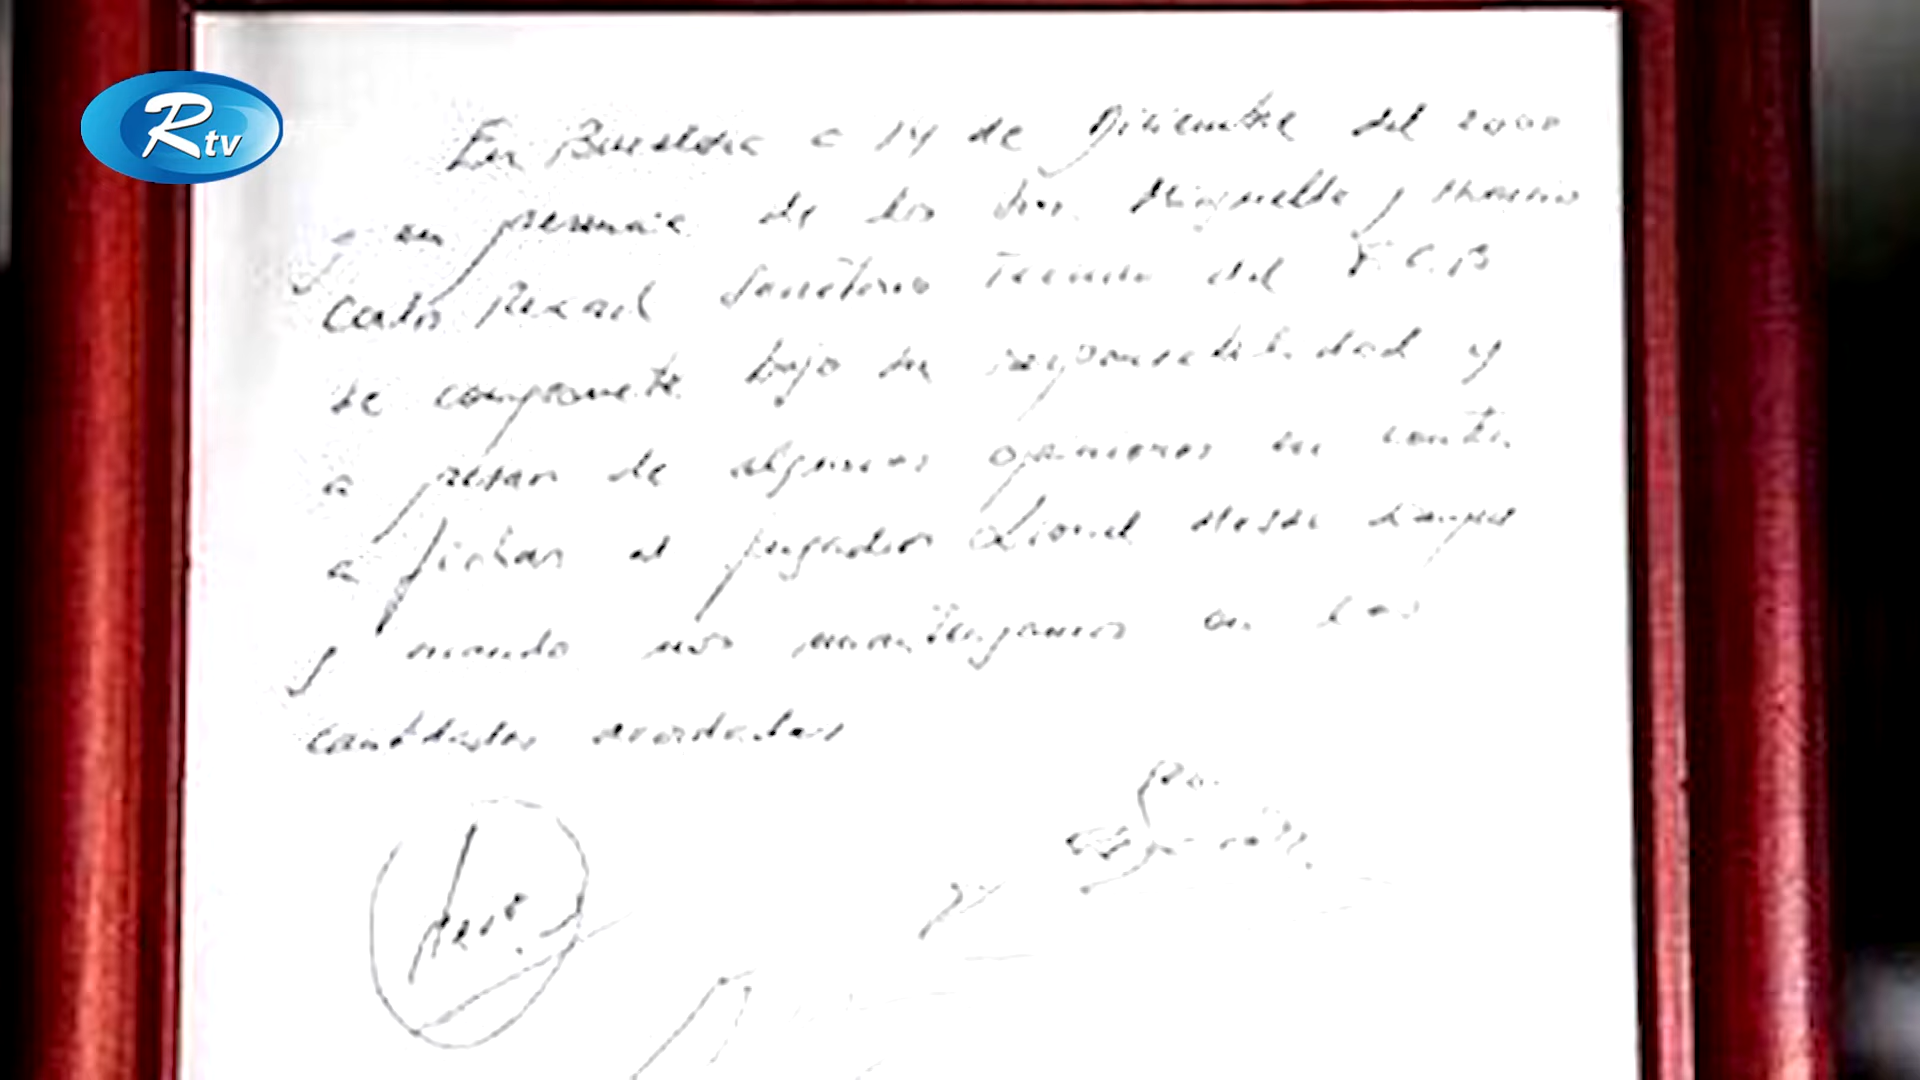 Rtv
En Barcelona a 14 de Diciembre del 2000
y en presencia de los Srs. Minguella y Horacio
Carlos Rexach Secretario Tecnico del F.C.B
se compromete bajo su responsabilidad y
a pesar de algunas opiniones en contra
a fichar al jugador Lionel Messi siempre
y cuando nos mantengamos en las
cantidades acordadas